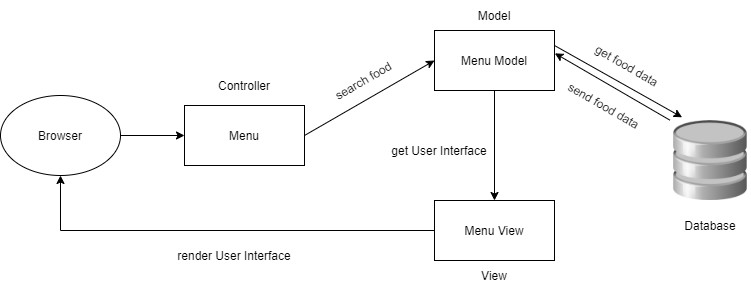 Model
Menu Model
get food data
send food data
search food
Controller
Menu
Browser
get User Interface
Database
Menu View
render User Interface
View